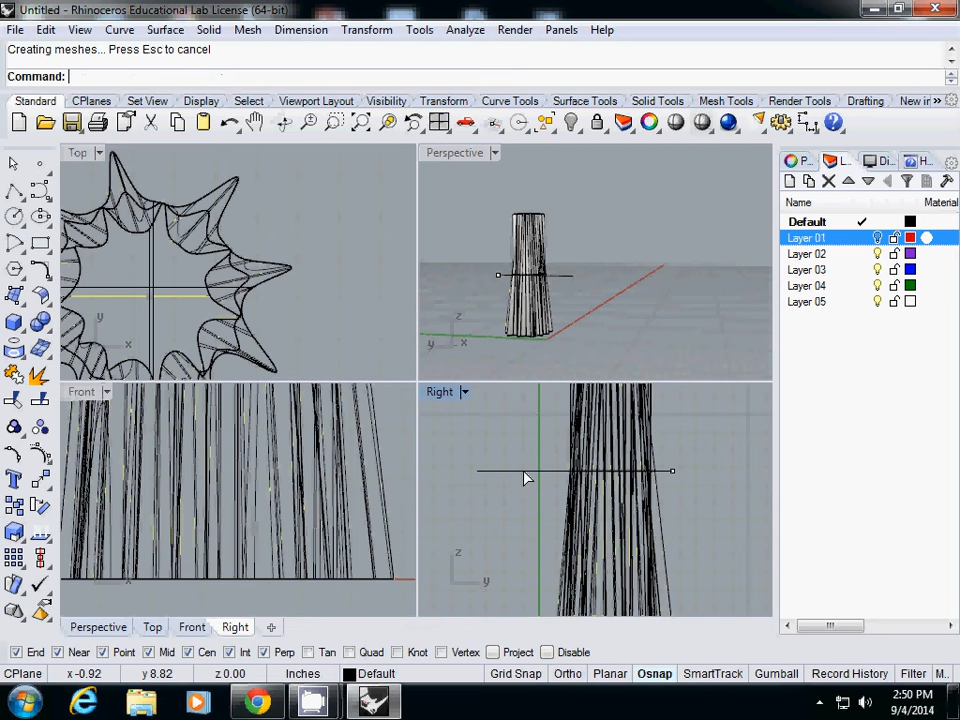 Untitled - Rhinoceros Educational Lab License (64-bit)
File Edit View Curve Surface Solid Mesh Dimension Transform Tools Analyze Render Panels Help
Creating meshes... Press Esc to cancel
Command:
Standard CPlanes Set View Display Select Viewport Layout Visibility Transform Curve Tools Surface Tools Solid Tools Mesh Tools Render Tools Drafting New in »
Top Perspective P... L... Di... H...
Name Material
Default
Layer 01
Layer 02
Layer 03
Layer 04
Layer 05
y x
z y x
Front Right
x
z y
Perspective Top Front Right
End Near Point Mid Cen Int Perp Tan Quad Knot Vertex Project Disable
CPlane x -0.92 y 8.82 z 0.00 Inches Default Grid Snap Ortho Planar Osnap SmartTrack Gumball Record History Filter M...
2:50 PM
9/4/2014